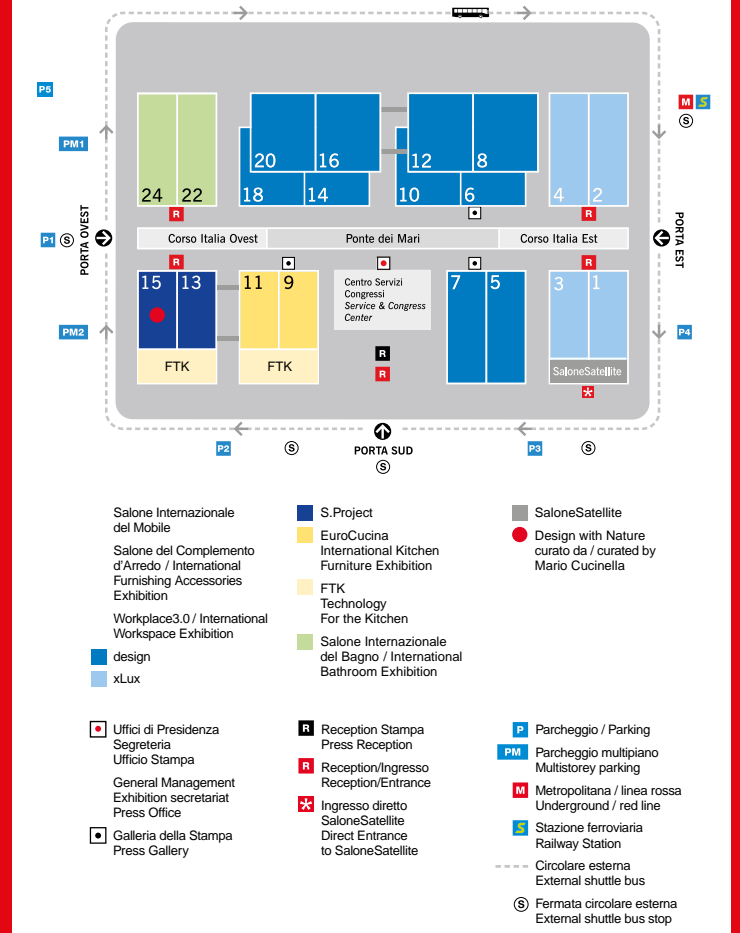 P5
M S
S
PM1
20
16
12
8
24
22
18
14
10
6
4
2
R
R
P1 S
PORTA OVEST
Corso Italia Ovest
Ponte dei Mari
Corso Italia Est
PORTA EST
R
R
15
13
11
9
Centro Servizi
Congressi
Service & Congress
Center
7
5
3
1
PM2
P4
R
R
FTK
FTK
SaloneSatellite
P2
S
PORTA SUD
S
P3
S
Salone Internazionale
del Mobile
Salone del Complemento
d'Arredo / International
Furnishing Accessories
Exhibition
Workplace3.0 / International
Workspace Exhibition
design
xLux
S.Project
EuroCucina
International Kitchen
Furniture Exhibition
FTK
Technology
For the Kitchen
Salone Internazionale
del Bagno / International
Bathroom Exhibition
SaloneSatellite
Design with Nature
curato da / curated by
Mario Cucinella
Uffici di Presidenza
Segreteria
Ufficio Stampa
General Management
Exhibition secretariat
Press Office
Galleria della Stampa
Press Gallery
R Reception Stampa
Press Reception
R Reception/Ingresso
Reception/Entrance
Ingresso diretto
SaloneSatellite
Direct Entrance
to SaloneSatellite
P Parcheggio / Parking
PM Parcheggio multipiano
Multistorey parking
M Metropolitana / linea rossa
Underground / red line
S Stazione ferroviaria
Railway Station
Circolare esterna
External shuttle bus
S Fermata circolare esterna
External shuttle bus stop